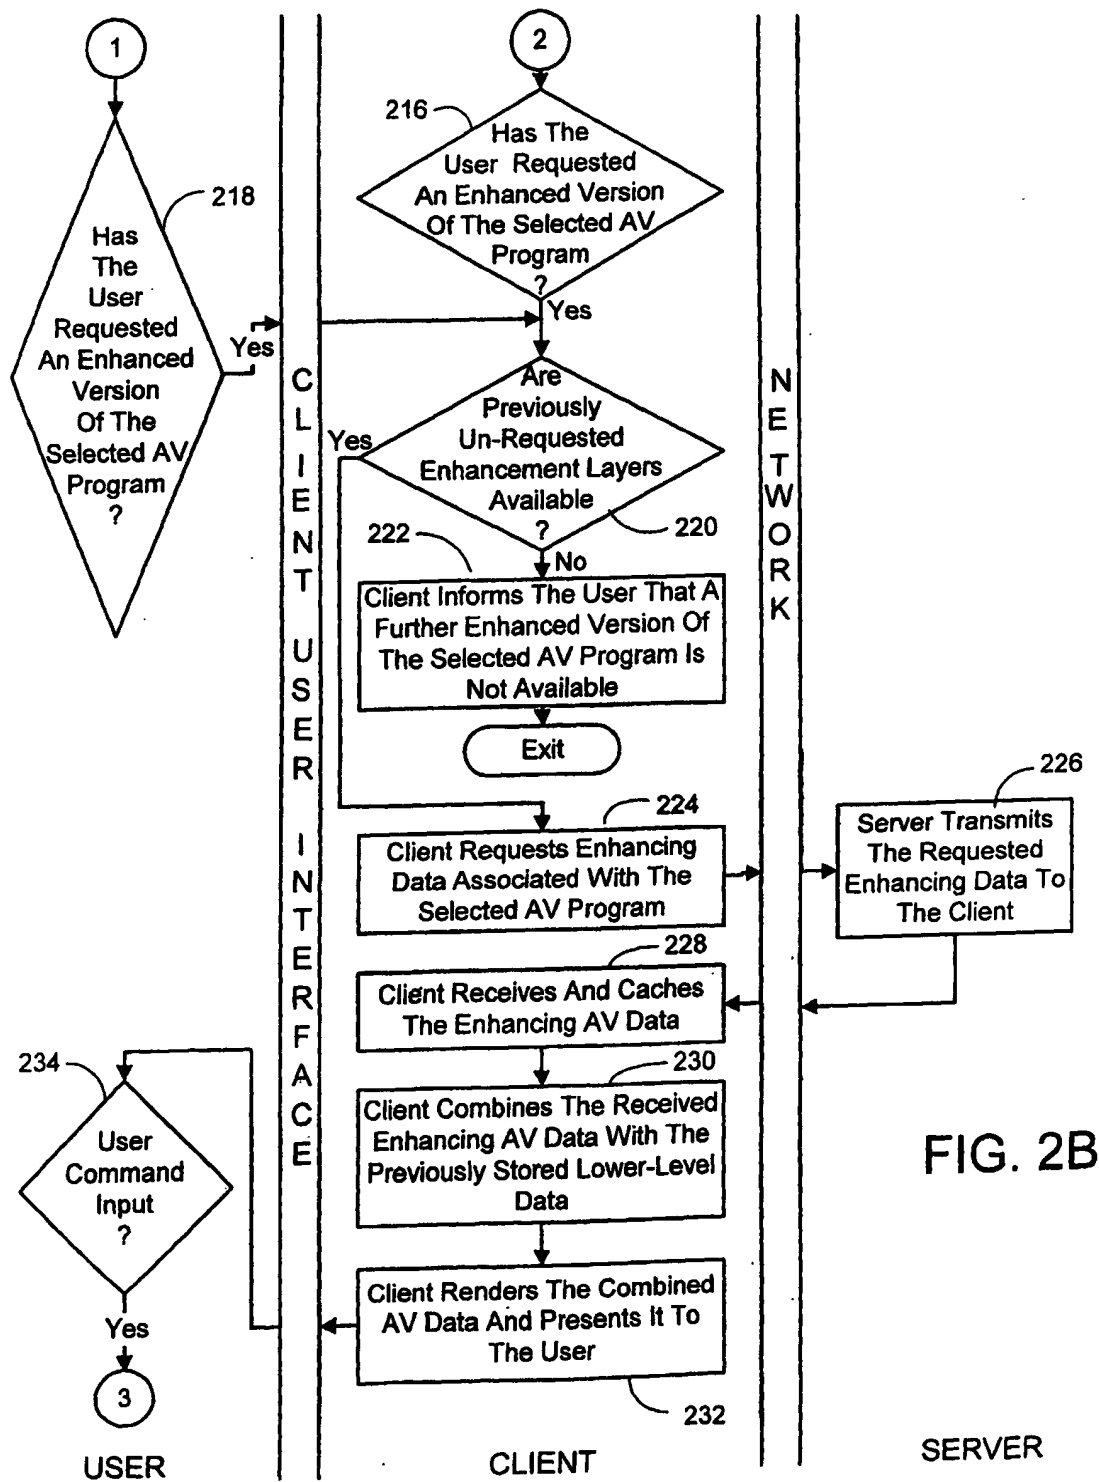 1
2
216
Has The
User Requested
An Enhanced Version
Of The Selected AV
Program
?
Yes
218
Has
The
User
Requested
An Enhanced
Version
Of The
Selected AV
Program
?
Yes
CLIENT USER INTERFACE
NETWORK
Are
Previously
Un-Requested
Enhancement Layers
Available
?
Yes
220
222
No
Client Informs The User That A
Further Enhanced Version Of
The Selected AV Program Is
Not Available
Exit
224
Client Requests Enhancing
Data Associated With The
Selected AV Program
226
Server Transmits
The Requested
Enhancing Data To
The Client
228
Client Receives And Caches
The Enhancing AV Data
230
Client Combines The Received
Enhancing AV Data With The
Previously Stored Lower-Level
Data
234
User
Command
Input
?
Yes
3
Client Renders The Combined
AV Data And Presents It To
The User
232
FIG. 2B
USER
CLIENT
SERVER